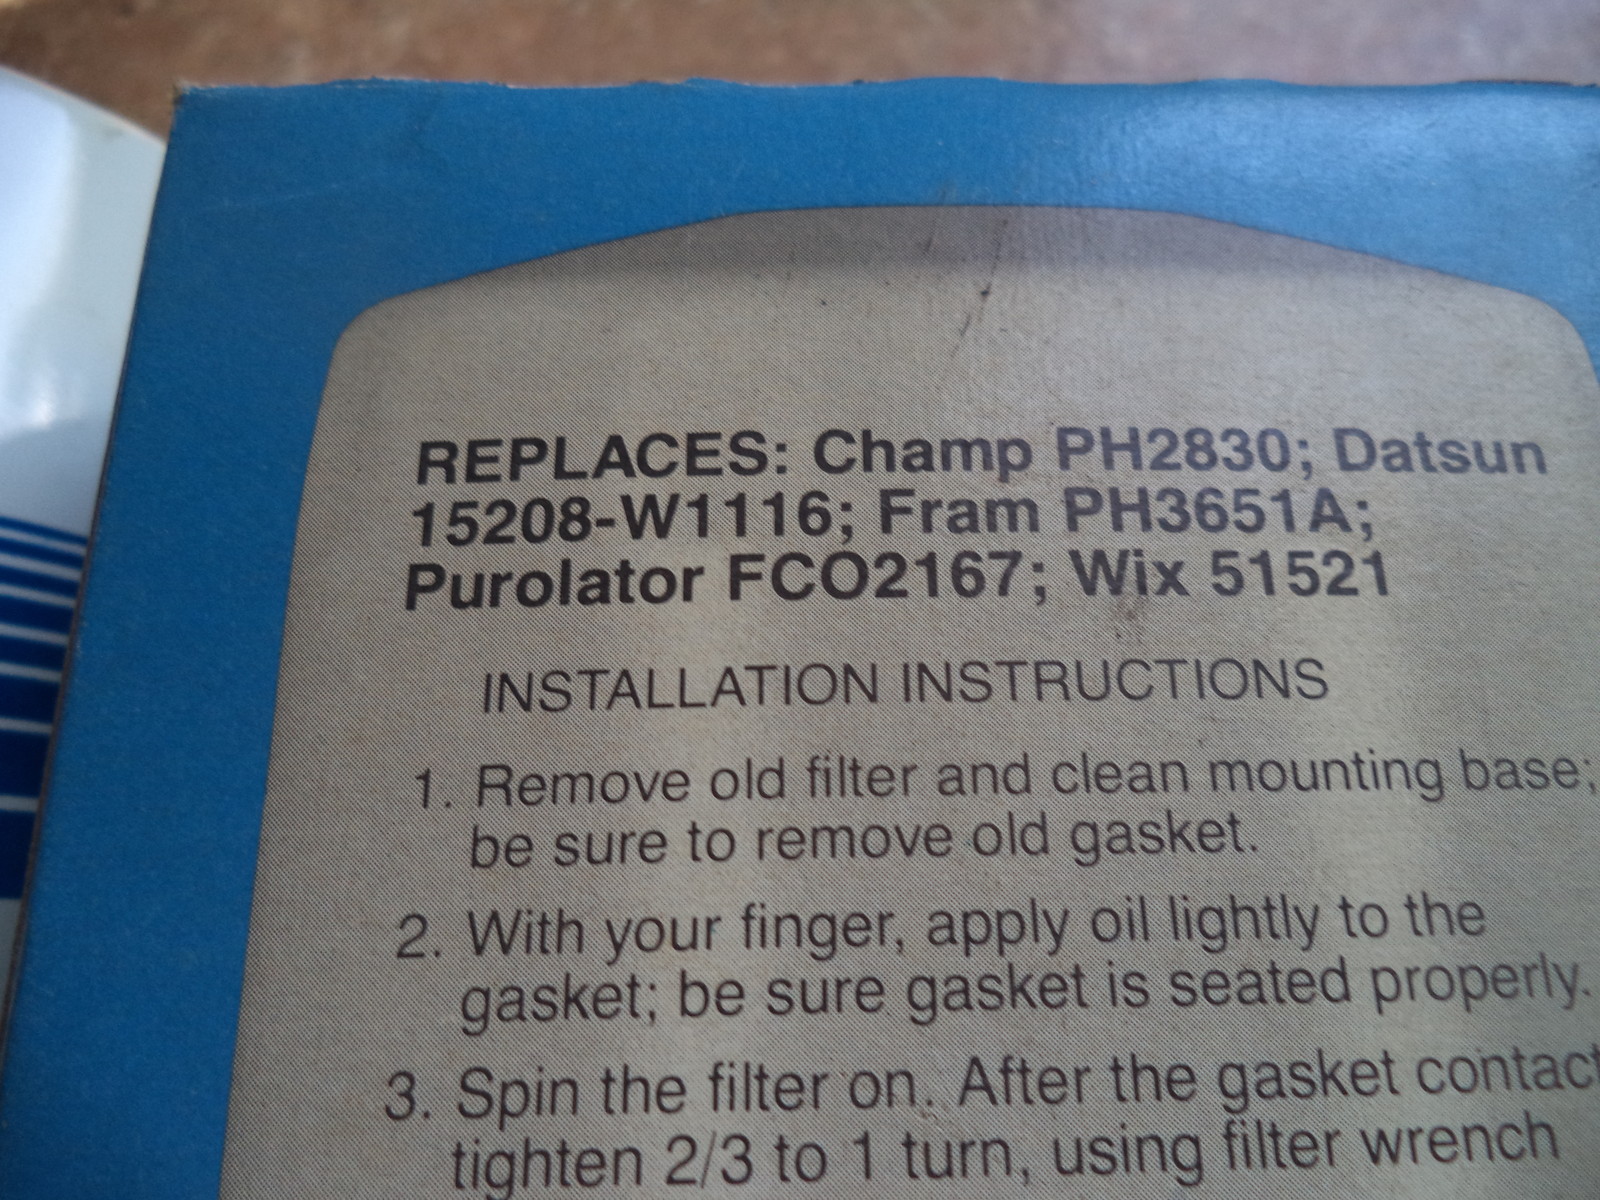 REPLACES: Champ PH2830; Datsun
15208-W1116; Fram PH3651A;
Purolator FCO2167; Wix 51521
INSTALLATION INSTRUCTIONS
1. Remove old filter and clean mounting base;
be sure to remove old gasket.
2. With your finger, apply oil lightly to the
gasket; be sure gasket is seated properly.
3. Spin the filter on. After the gasket contact
tighten 2/3 to 1 turn, using filter wrench